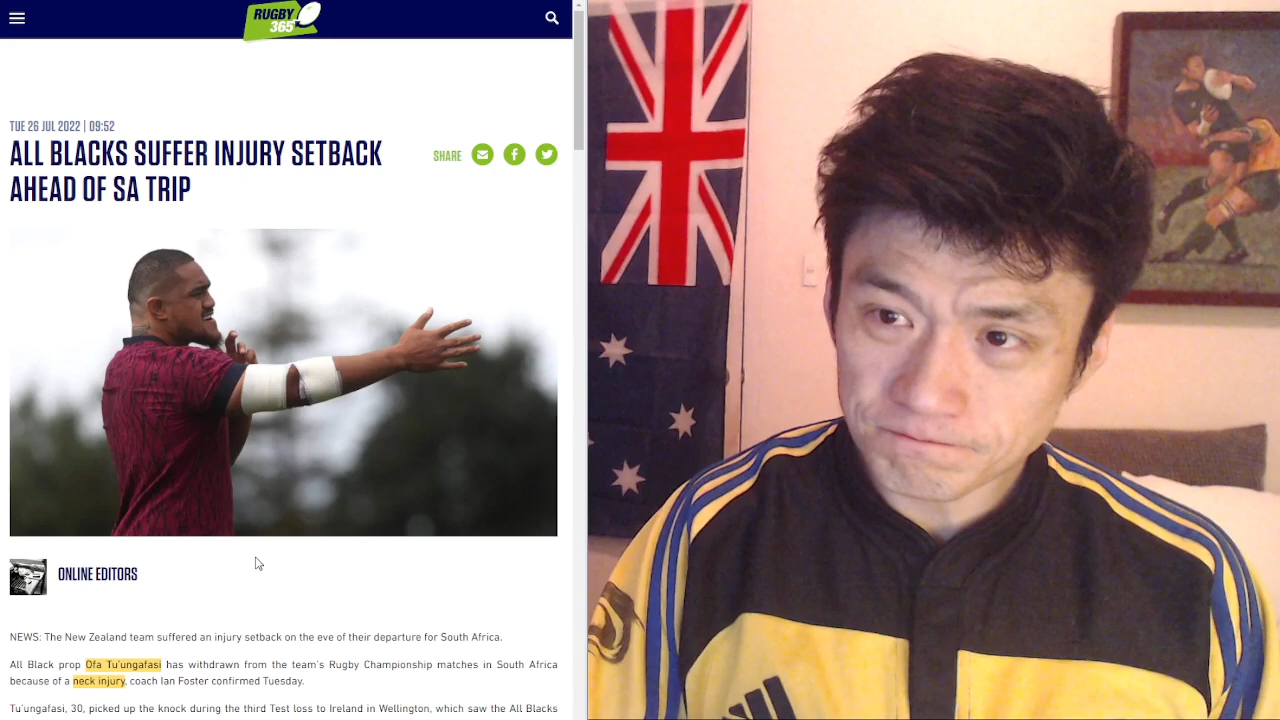 RUGBY
365
TUE 26 JUL 2022 | 09:52
ALL BLACKS SUFFER INJURY SETBACK
AHEAD OF SA TRIP
SHARE
ONLINE EDITORS
NEWS: The New Zealand team suffered an injury setback on the eve of their departure for South Africa.
All Black prop Ofa Tu'ungafasi has withdrawn from the team's Rugby Championship matches in South Africa
because of a neck injury, coach Ian Foster confirmed Tuesday.
Tu'ungafasi, 30, picked up the knock during the third Test loss to Ireland in Wellington, which saw the All Blacks